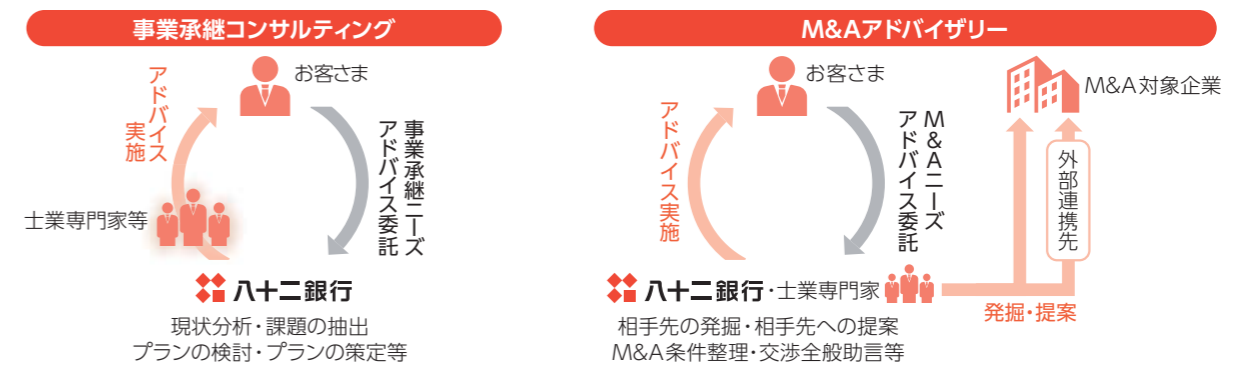 事業承継コンサルティング
お客さま
アドバイス
実施
事業承継ニーズ
アドバイス委託
士業専門家等
八十二銀行
現状分析・課題の抽出
プランの検討・プランの策定等
M&Aアドバイザリー
お客さま
M&A対象企業
アドバイス実施
M&Aニーズ
アドバイス委託
外部連携先
八十二銀行・士業専門家
発掘・提案
相手先の発掘・相手先への提案
M&A条件整理・交渉全般助言等